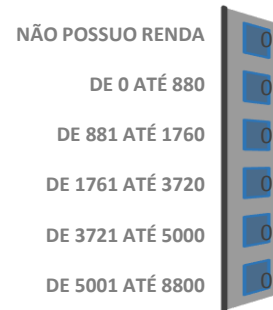 NÃO POSSUO RENDA 0
DE 0 ATÉ 880 0
DE 881 ATÉ 1760 0
DE 1761 ATÉ 3720 0
DE 3721 ATÉ 5000 0
DE 5001 ATÉ 8800 0